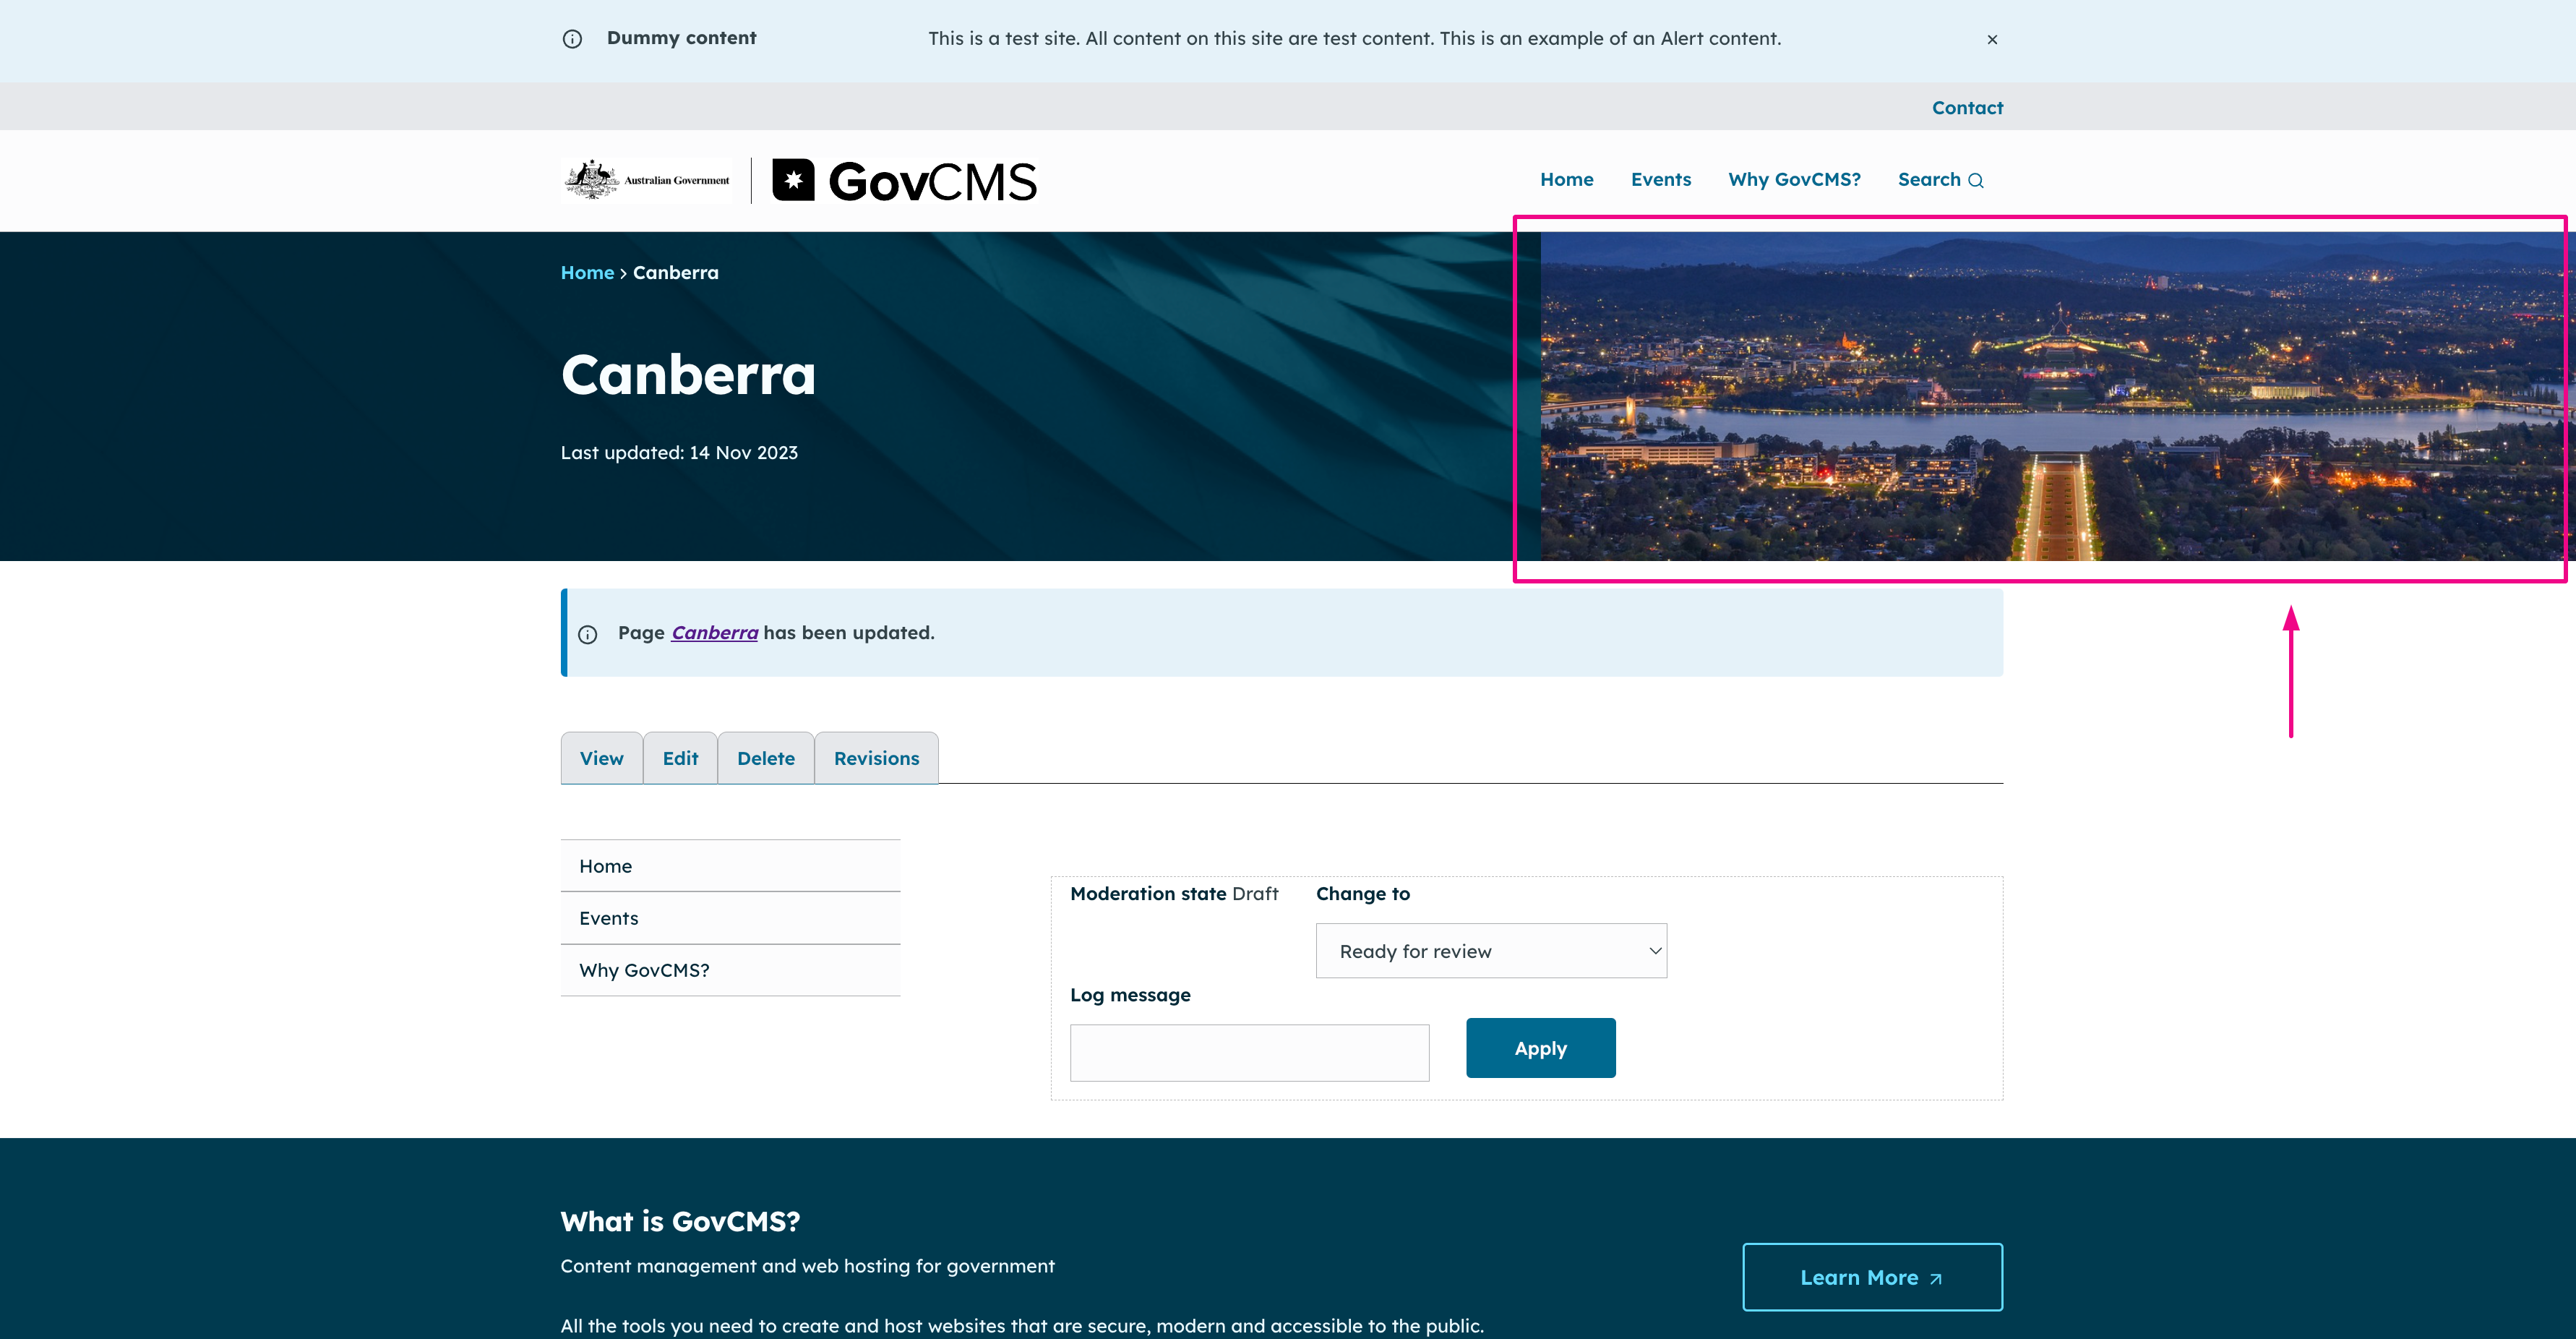 Dummy content This is a test site. All content on this site are test content. This is an example of an Alert content. ×
Contact
Australian Government GovCMS Home Events Why GovCMS? Search
Home › Canberra
Canberra
Last updated: 14 Nov 2023
Page Canberra has been updated.
View Edit Delete Revisions
Home
Events
Why GovCMS?
Moderation state Draft Change to
Ready for review
Log message
Apply
What is GovCMS?
Content management and web hosting for government
Learn More
All the tools you need to create and host websites that are secure, modern and accessible to the public.